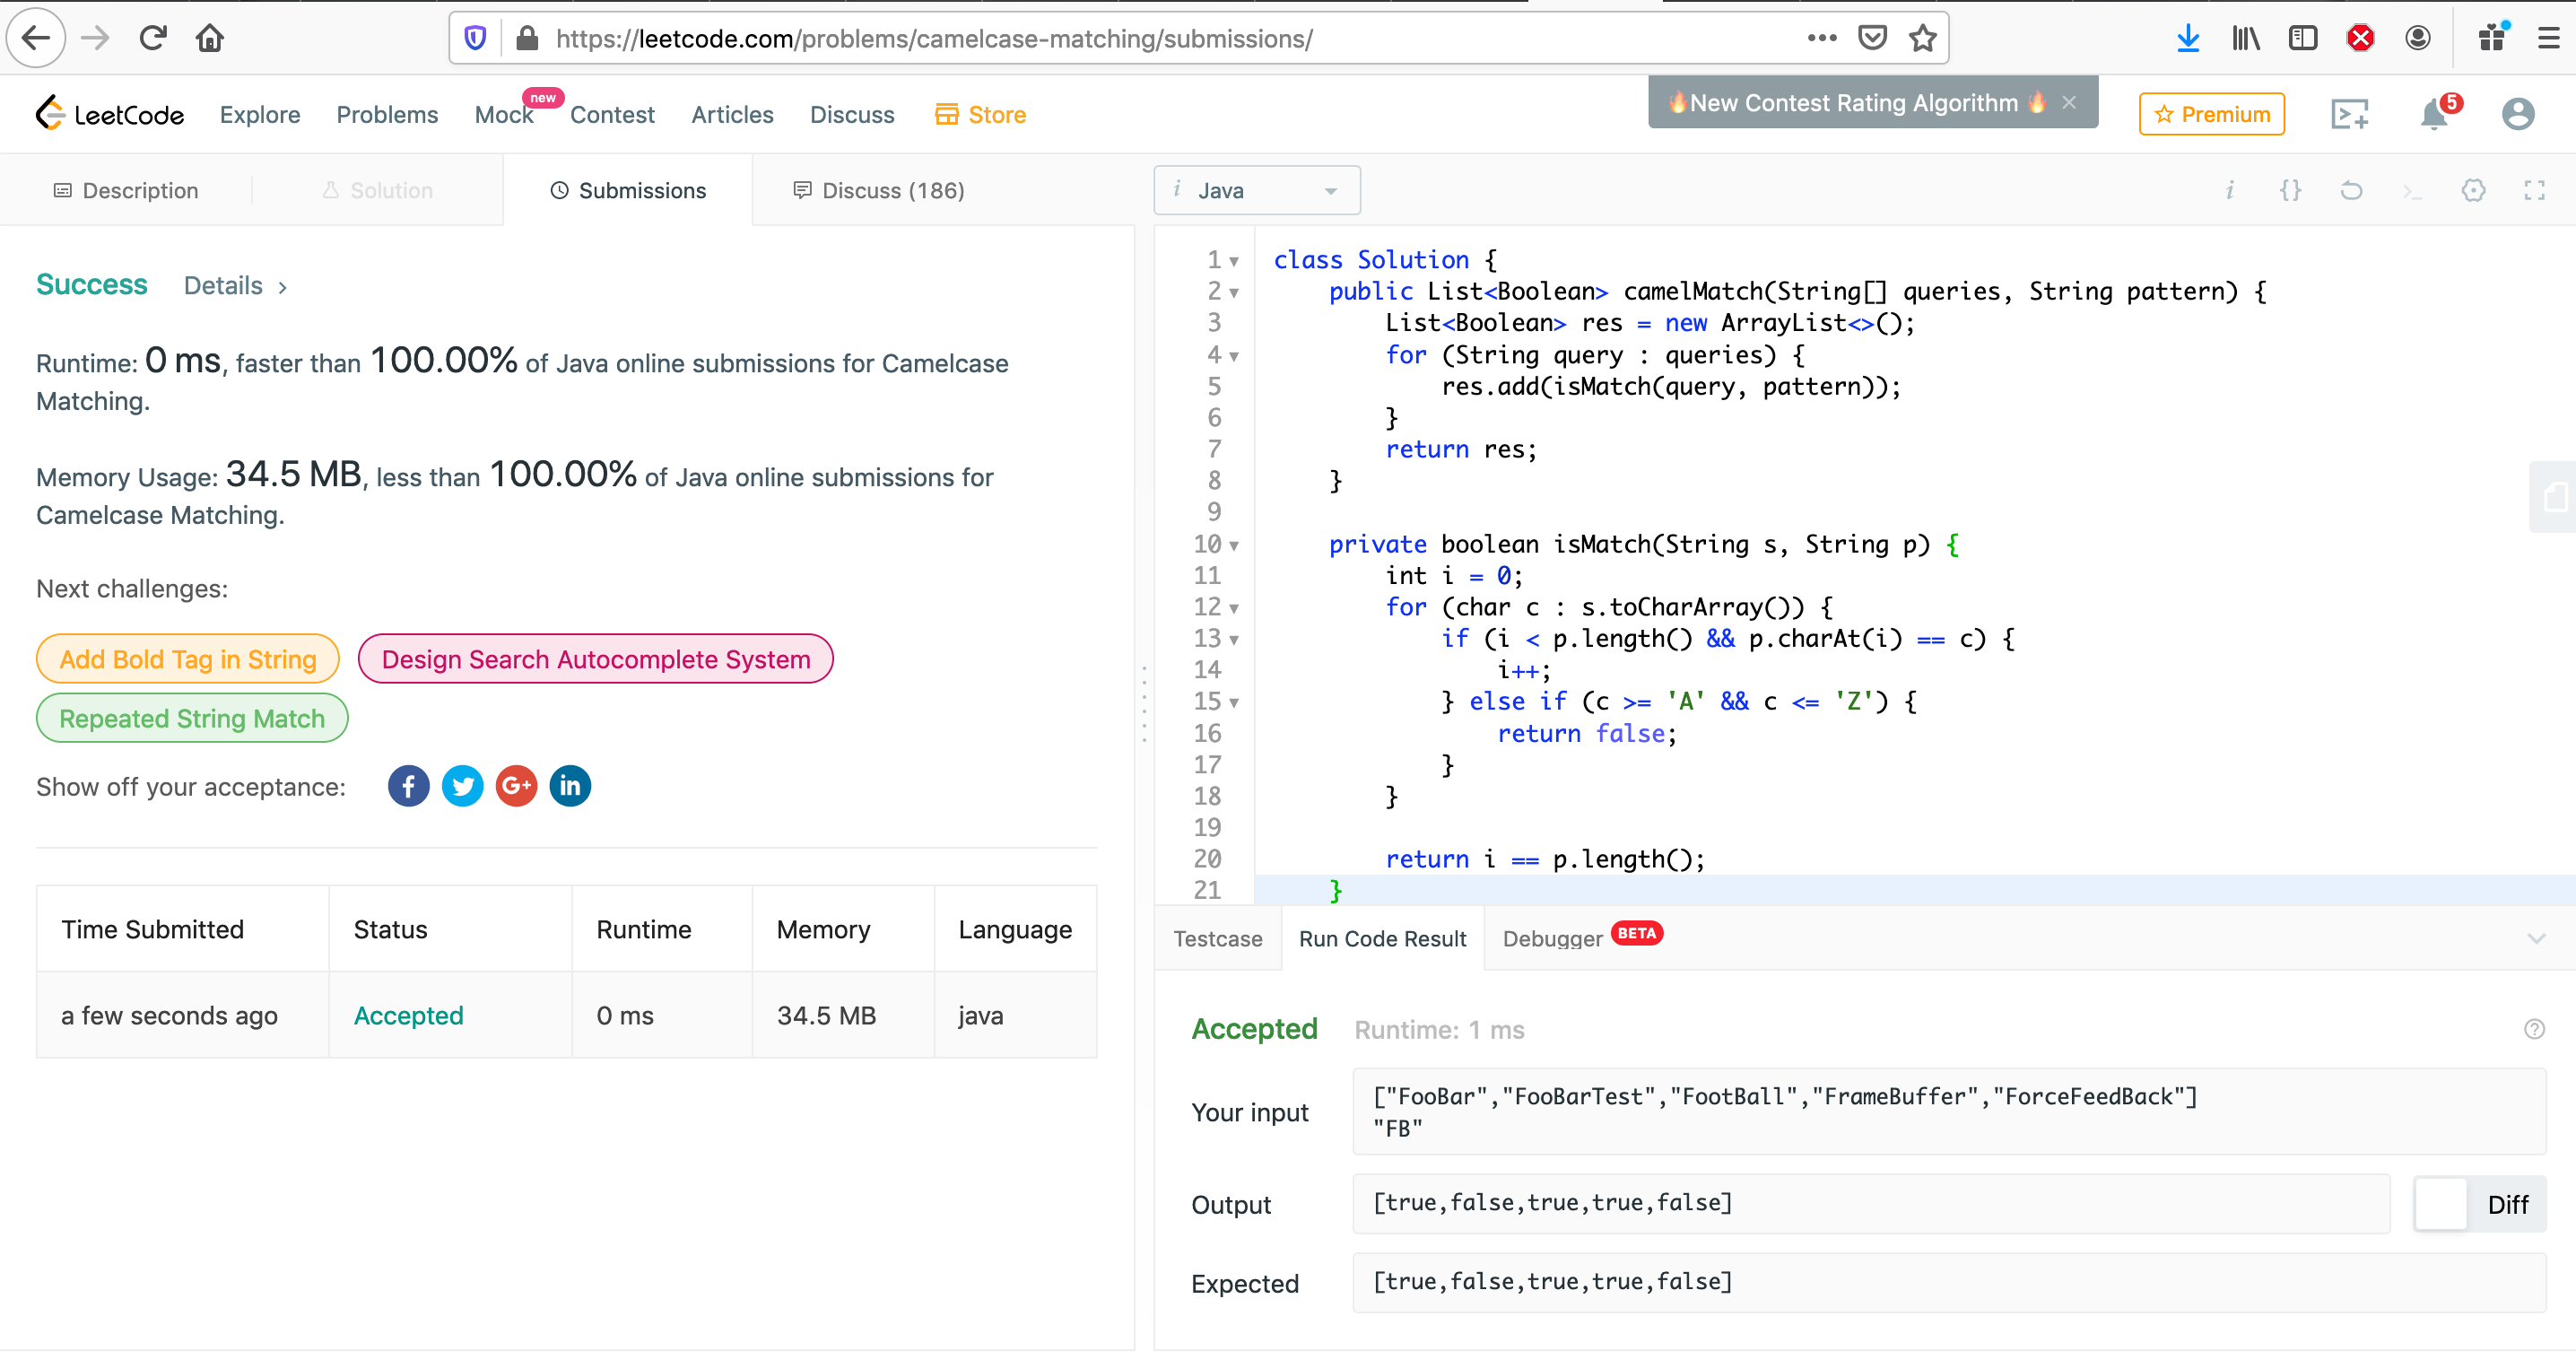 https://leetcode.com/problems/camelcase-matching/submissions/
LeetCode Explore Problems Mock new Contest Articles Discuss Store
🔥New Contest Rating Algorithm 🔥 ×
Premium
5
Description Solution Submissions Discuss (186)
Success Details >
Runtime: 0 ms, faster than 100.00% of Java online submissions for Camelcase
Matching.
Memory Usage: 34.5 MB, less than 100.00% of Java online submissions for
Camelcase Matching.
Next challenges:
Add Bold Tag in String Design Search Autocomplete System
Repeated String Match
Show off your acceptance: f G+ in
Time Submitted Status Runtime Memory Language
a few seconds ago Accepted 0 ms 34.5 MB java
i Java i {} >_
1 class Solution {
2     public List<Boolean> camelMatch(String[] queries, String pattern) {
3         List<Boolean> res = new ArrayList<>();
4         for (String query : queries) {
5             res.add(isMatch(query, pattern));
6         }
7         return res;
8     }
9
10     private boolean isMatch(String s, String p) {
11         int i = 0;
12         for (char c : s.toCharArray()) {
13             if (i < p.length() && p.charAt(i) == c) {
14                 i++;
15             } else if (c >= 'A' && c <= 'Z') {
16                 return false;
17             }
18         }
19
20         return i == p.length();
21     }
Testcase Run Code Result Debugger BETA
Accepted Runtime: 1 ms
?
Your input
["FooBar","FooBarTest","FootBall","FrameBuffer","ForceFeedBack"]
"FB"
Output [true,false,true,true,false] Diff
Expected [true,false,true,true,false]